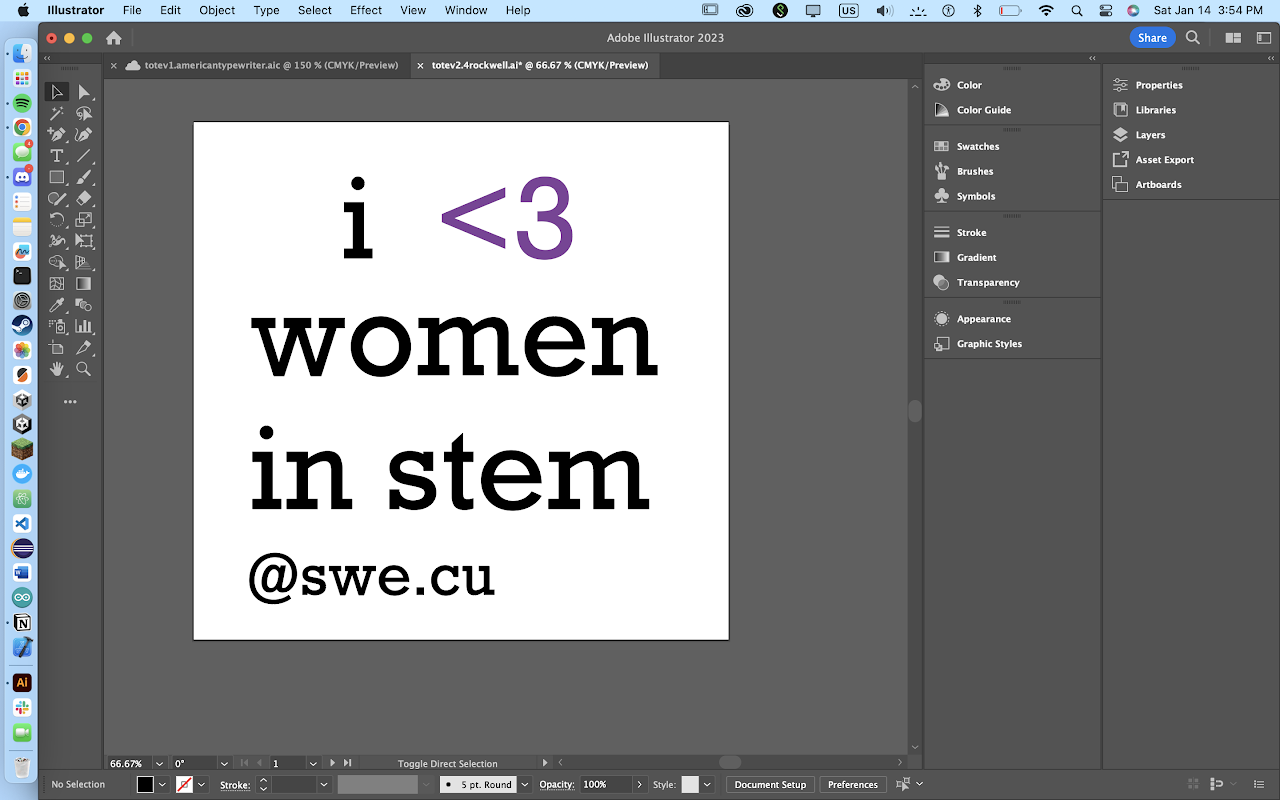 Illustrator File Edit Object Type Select Effect View Window Help US Sat Jan 14 3:54 PM
Adobe Illustrator 2023
Share
totev1.americantypewriter.aic @ 150 % (CMYK/Preview)
totev2.4rockwell.ai* @ 66.67 % (CMYK/Preview)
i <3
women
in stem
@swe.cu
Color
Color Guide
Swatches
Brushes
Symbols
Stroke
Gradient
Transparency
Appearance
Graphic Styles
Properties
Libraries
Layers
Asset Export
Artboards
66.67% 0° 1 Toggle Direct Selection
No Selection Stroke: 5 pt. Round Opacity: 100% Style: Document Setup Preferences